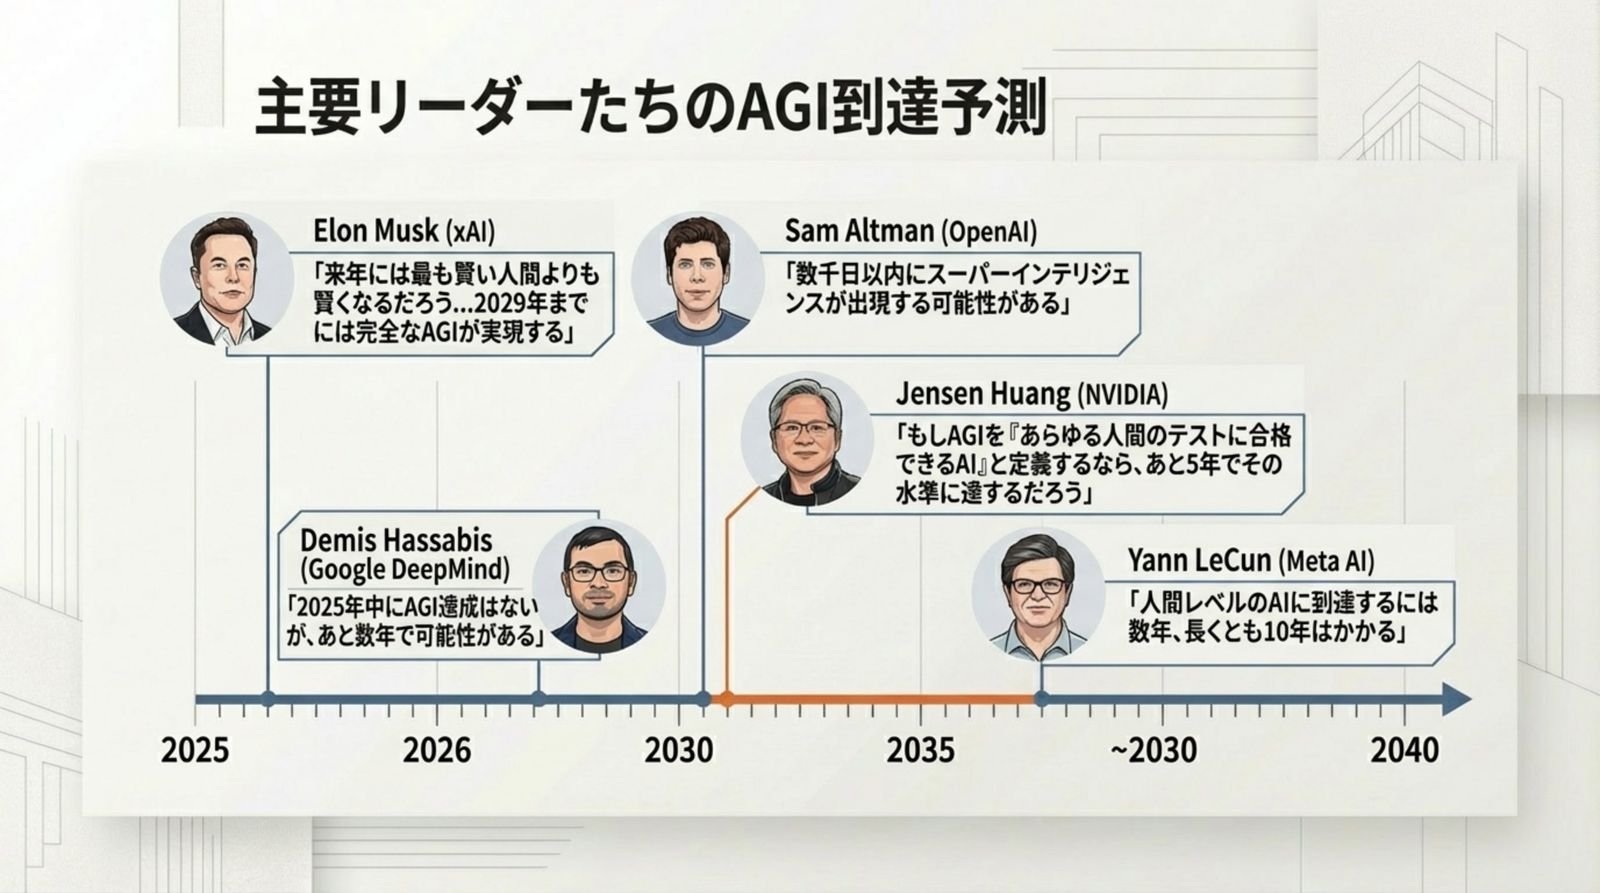 主要リーダーたちのAGI到達予測
Elon Musk (xAI)
「来年には最も賢い人間よりも
賢くなるだろう...2029年まで
には完全なAGIが実現する」
Sam Altman (OpenAI)
「数千日以内にスーパーインテリジェ
ンスが出現する可能性がある」
Jensen Huang (NVIDIA)
「もしAGIを『あらゆる人間のテストに合格
できるAI』と定義するなら、あと5年でその
水準に達するだろう」
Demis Hassabis
(Google DeepMind)
「2025年中にAGI達成はない
が、あと数年で可能性がある」
Yann LeCun (Meta AI)
「人間レベルのAIに到達するには
数年、長くとも10年はかかる」
2025
2026
2030
2035
~2030
2040